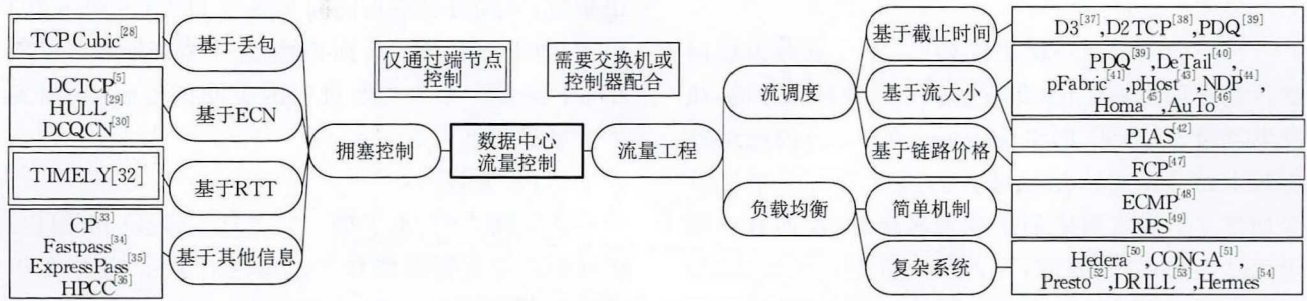 TCP Cubic[28]
DCTCP[5]
HULL[29]
DCQCN[30]
TIMELY[32]
CP[33]
Fastpass[34]
ExpressPass[35]
HPCC[36]
基于丢包
基于ECN
基于RTT
基于其他信息
仅通过端节点
控制
需要交换机或
控制器配合
拥塞控制
数据中心
流量控制
流量工程
流调度
负载均衡
基于截止时间
基于流大小
基于链路价格
简单机制
复杂系统
D3[37],D2TCP[38],PDQ[39]
PDQ[39],DeTail[40]
pFabric[41],pHost[43],NDP[44],
Homa[45],AuTo[46]
PIAS[42]
FCP[47]
ECMP[48]
RPS[49]
Hedera[50],CONGA[51],
Presto[52],DRILL[53],Hermes[54]